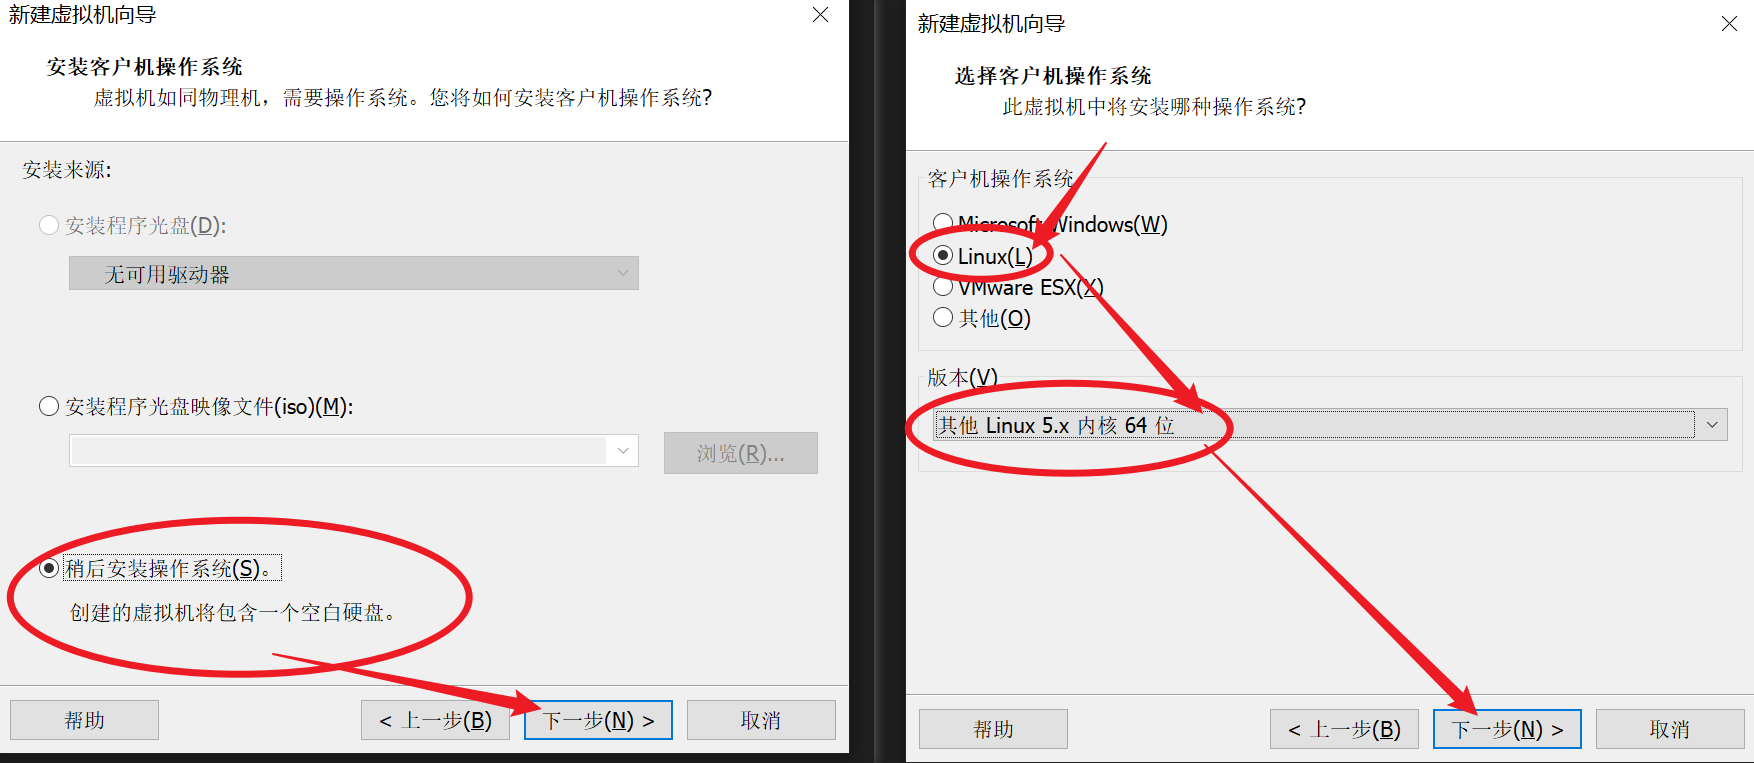 新建虚拟机向导
安装客户机操作系统
虚拟机如同物理机，需要操作系统。您将如何安装客户机操作系统?
安装来源:
安装程序光盘(D):
无可用驱动器
安装程序光盘映像文件(iso)(M):
浏览(R)...
稍后安装操作系统(S)。
创建的虚拟机将包含一个空白硬盘。
帮助
< 上一步(B)
下一步(N) >
取消
新建虚拟机向导
选择客户机操作系统
此虚拟机中将安装哪种操作系统?
客户机操作系统
Microsoft Windows(W)
Linux(L)
VMware ESX(X)
其他(O)
版本(V)
其他 Linux 5.x 内核 64 位
帮助
< 上一步(B)
下一步(N) >
取消